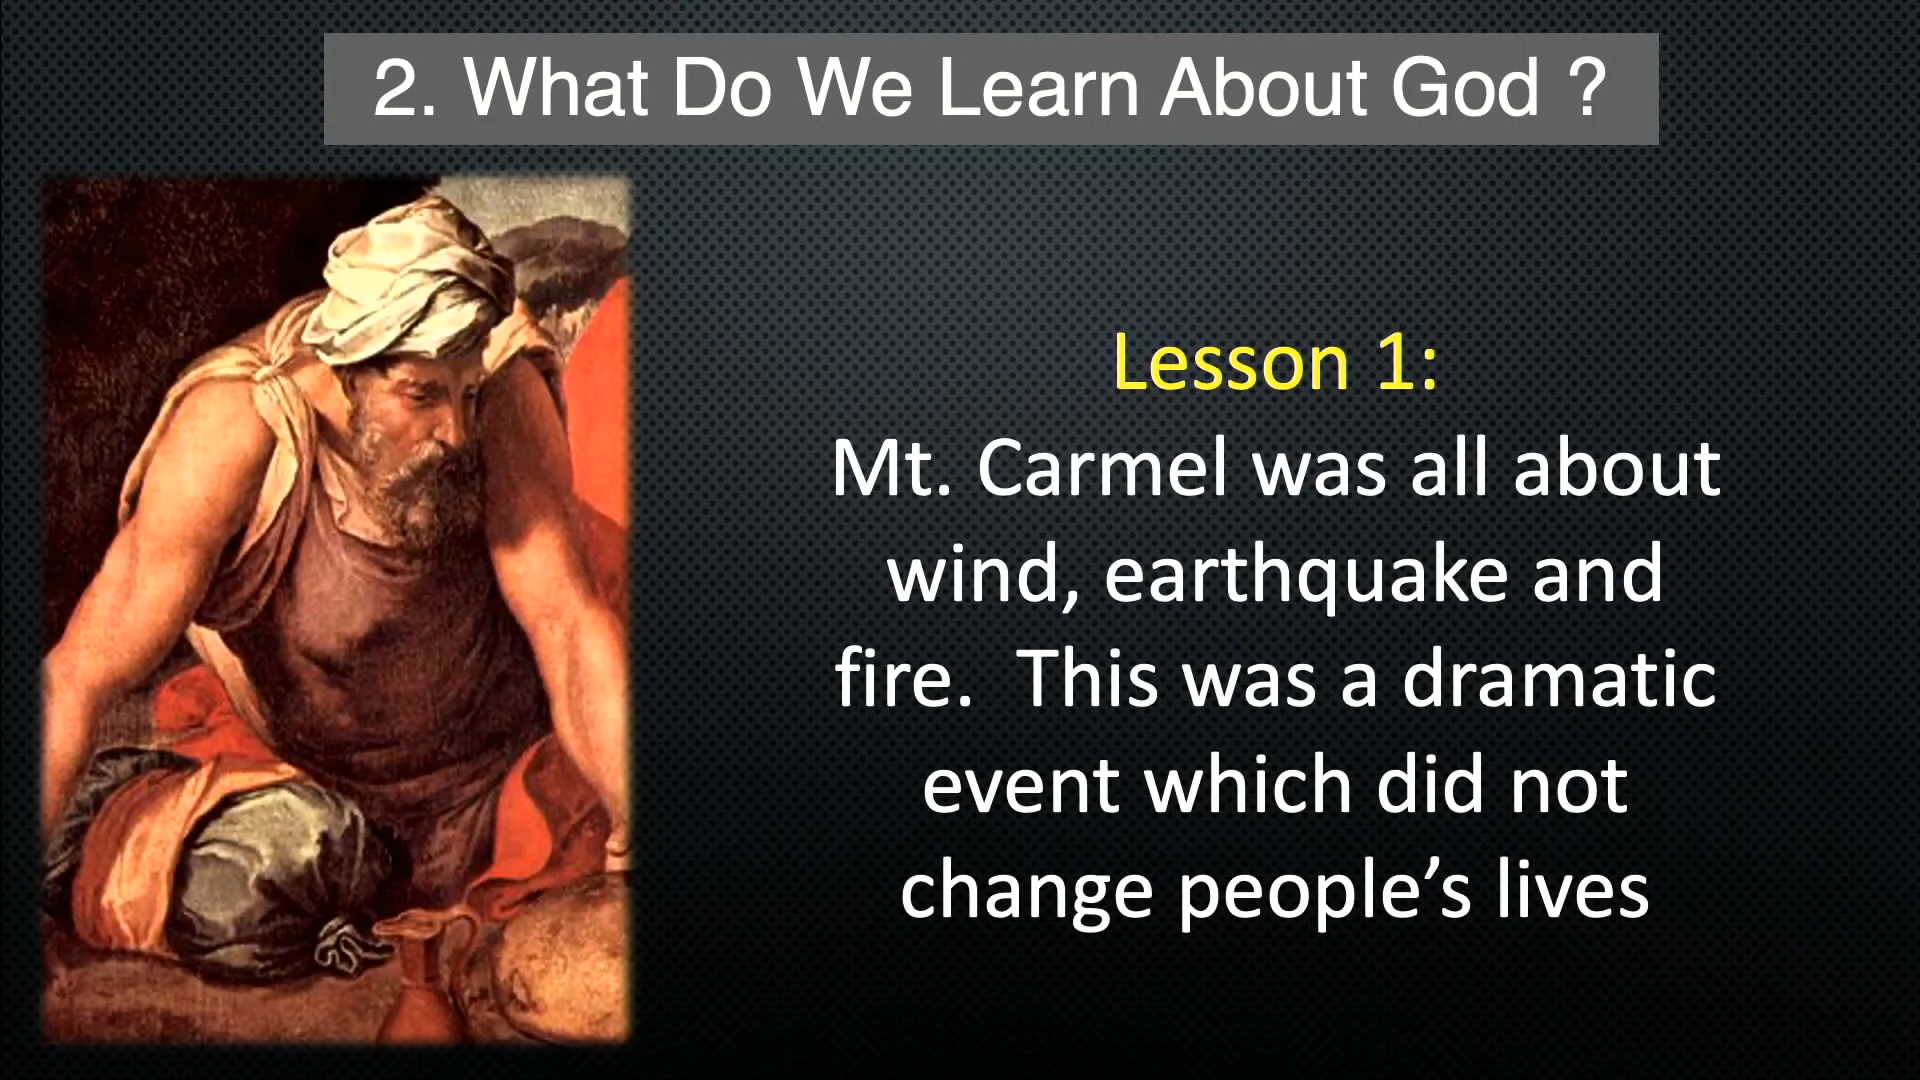 2. What Do We Learn About God ?
Lesson 1:
Mt. Carmel was all about
wind, earthquake and
fire.  This was a dramatic
event which did not
change people’s lives